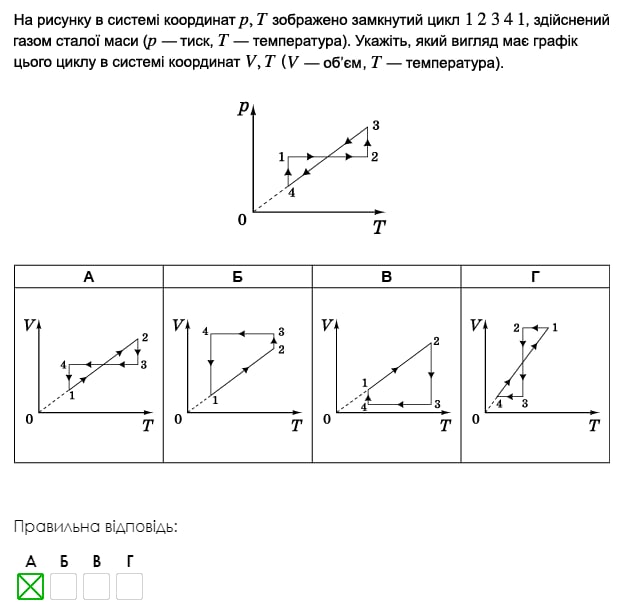 На рисунку в системі координат p, T зображено замкнутий цикл 1 2 3 4 1, здійснений
газом сталої маси (p — тиск, T — температура). Укажіть, який вигляд має графік
цього циклу в системі координат V, T (V — об'єм, T — температура).
p
3
1
2
4
0
T
А Б В Г
V
2
4
3
1
0
T
V
4
3
2
1
0
T
V
2
1
4
3
0
T
V
2
1
4
3
0
T
Правильна відповідь:
А Б В Г